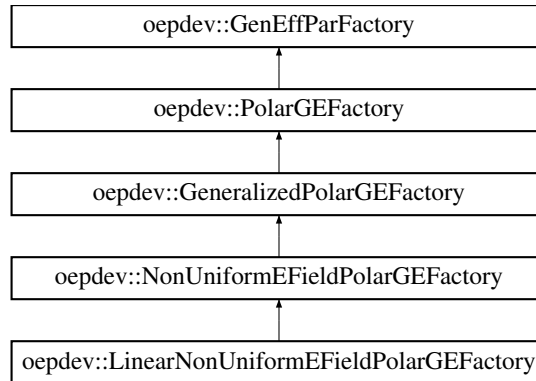 oepdev::GenEffParFactory
oepdev::PolarGEFactory
oepdev::GeneralizedPolarGEFactory
oepdev::NonUniformEFieldPolarGEFactory
oepdev::LinearNonUniformEFieldPolarGEFactory